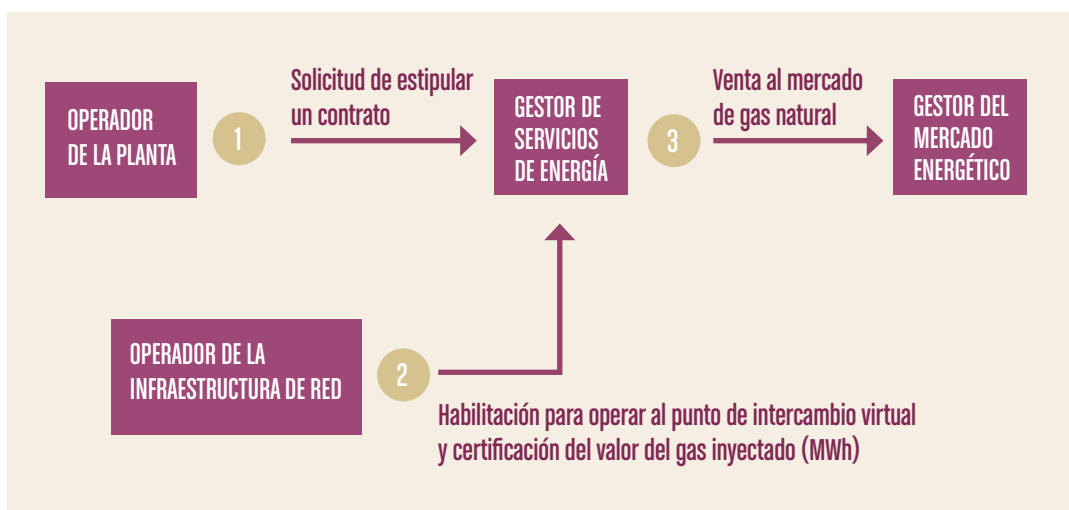 OPERADOR
DE LA PLANTA
1
Solicitud de estipular
un contrato
GESTOR DE
SERVICIOS
DE ENERGÍA
3
Venta al mercado
de gas natural
GESTOR DEL
MERCADO
ENERGÉTICO
OPERADOR DE LA
INFRAESTRUCTURA DE RED
2
Habilitación para operar al punto de intercambio virtual
y certificación del valor del gas inyectado (MWh)